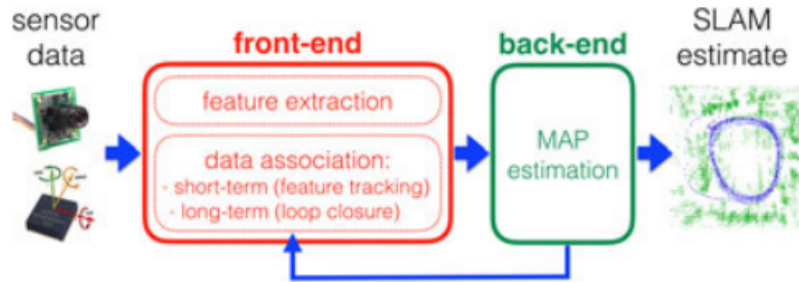 sensor
data
front-end
feature extraction
data association:
- short-term (feature tracking)
- long-term (loop closure)
back-end
MAP
estimation
SLAM
estimate